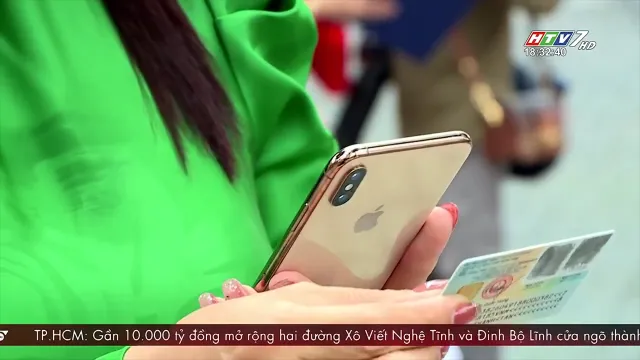 HTV7 HD
18:32:40
TP.HCM: Gần 10.000 tỷ đồng mở rộng hai đường Xô Viết Nghệ Tĩnh và Đinh Bộ Lĩnh cửa ngõ thành